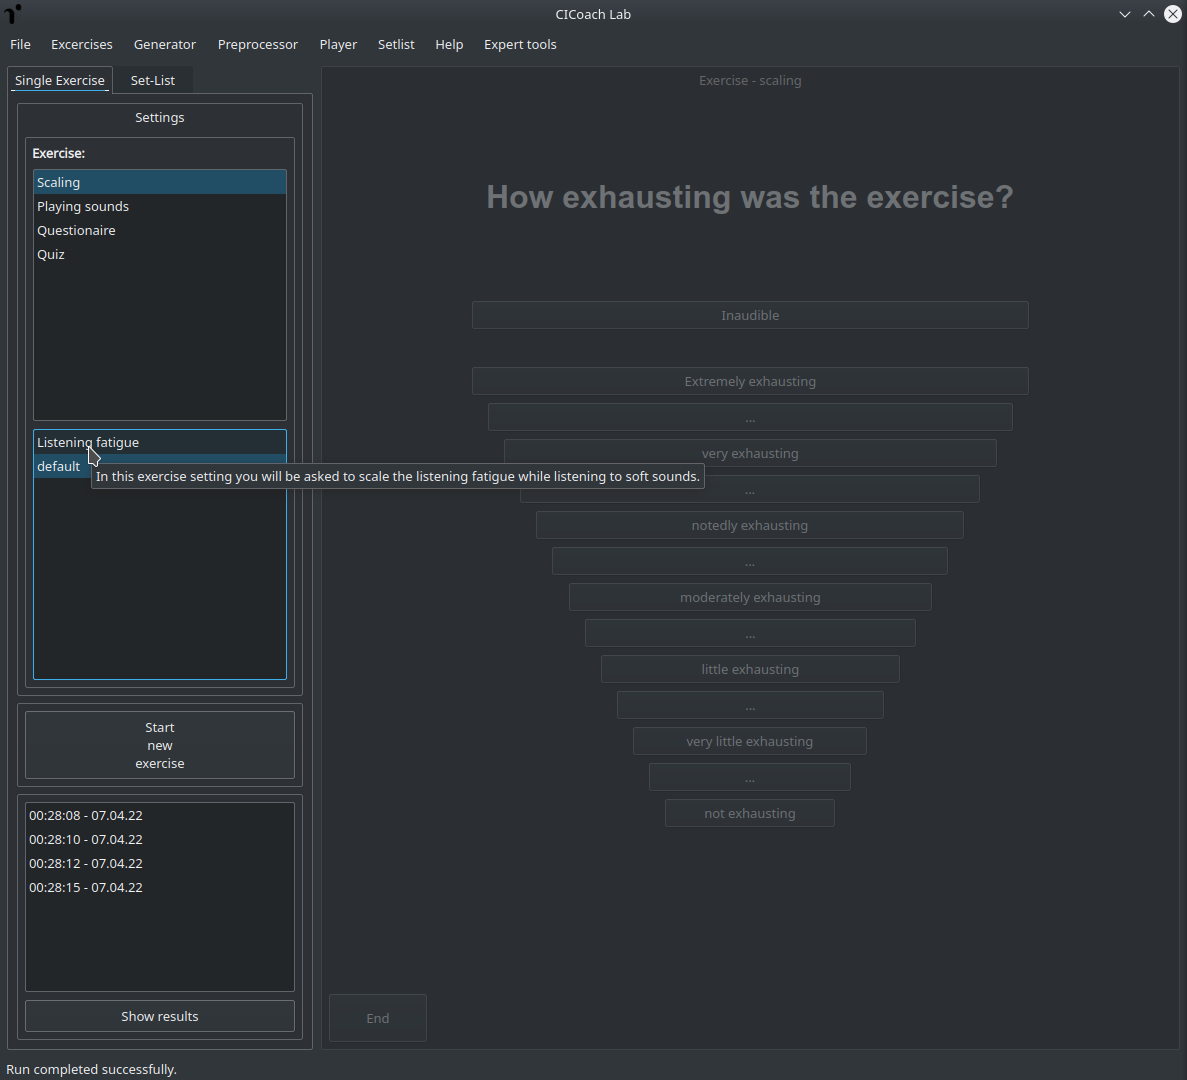 CICoach Lab
File Excercises Generator Preprocessor Player Setlist Help Expert tools
Single Exercise Set-List
Settings
Exercise:
Scaling
Playing sounds
Questionaire
Quiz
Listening fatigue
default
In this exercise setting you will be asked to scale the listening fatigue while listening to soft sounds.
Start
new
exercise
00:28:08 - 07.04.22
00:28:10 - 07.04.22
00:28:12 - 07.04.22
00:28:15 - 07.04.22
Show results
Exercise - scaling
How exhausting was the exercise?
Inaudible
Extremely exhausting
...
very exhausting
...
notedly exhausting
...
moderately exhausting
...
little exhausting
...
very little exhausting
...
not exhausting
End
Run completed successfully.